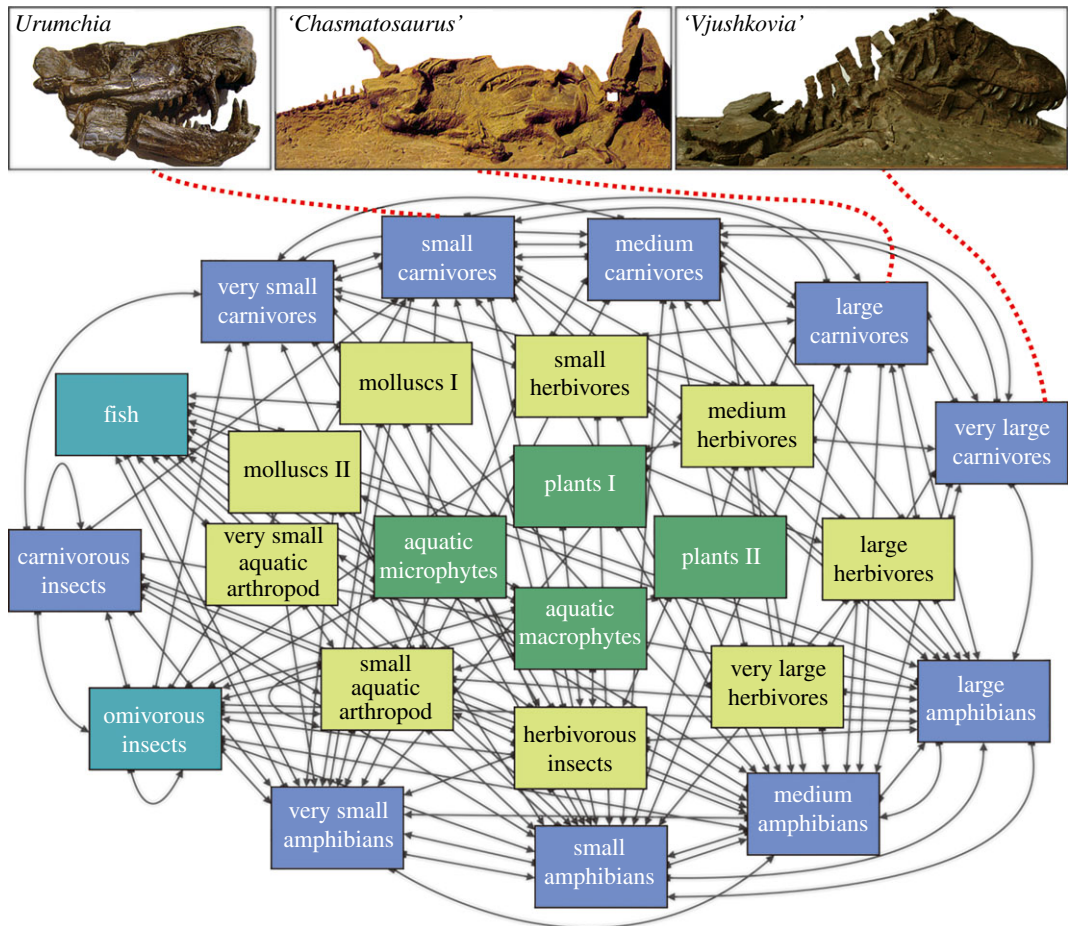 Urumchia
‘Chasmatosaurus’
‘Vjushkovia’
small
carnivores
medium
carnivores
very small
carnivores
large
carnivores
molluscs I
small
herbivores
fish
medium
herbivores
very large
carnivores
molluscs II
plants I
carnivorous
insects
very small
aquatic
arthropod
aquatic
microphytes
plants II
large
herbivores
aquatic
macrophytes
small
aquatic
arthropod
very large
herbivores
large
amphibians
omivorous
insects
herbivorous
insects
very small
amphibians
medium
amphibians
small
amphibians